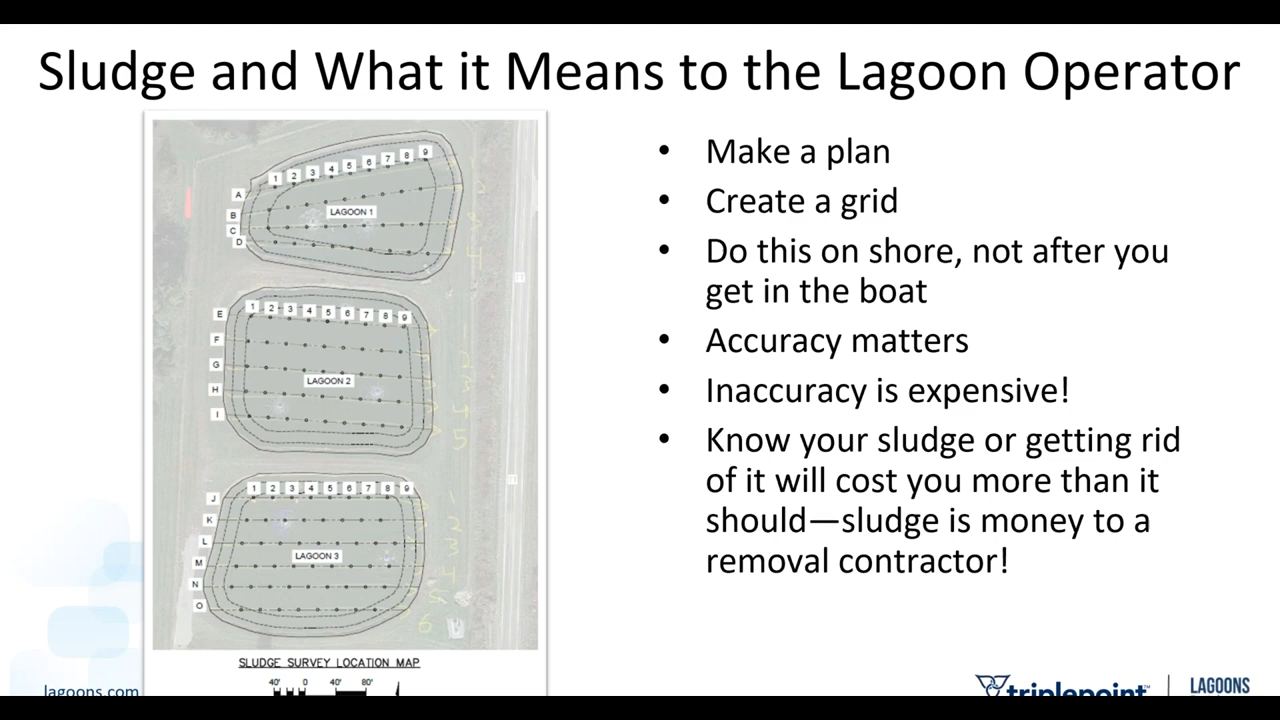 Sludge and What it Means to the Lagoon Operator
1 2 3 4 5 6 7 8 9
A
B
C
D
LAGOON 1
1 2 3 4 5 6 7 8 9
E
F
G
H
I
LAGOON 2
1 2 3 4 5 6 7 8 9
J
K
L
M
N
O
LAGOON 3
SLUDGE SURVEY LOCATION MAP
40' 0 40' 80'
• Make a plan
• Create a grid
• Do this on shore, not after you
get in the boat
• Accuracy matters
• Inaccuracy is expensive!
• Know your sludge or getting rid
of it will cost you more than it
should—sludge is money to a
removal contractor!
lagoons.com
triplepoint™ | LAGOONS